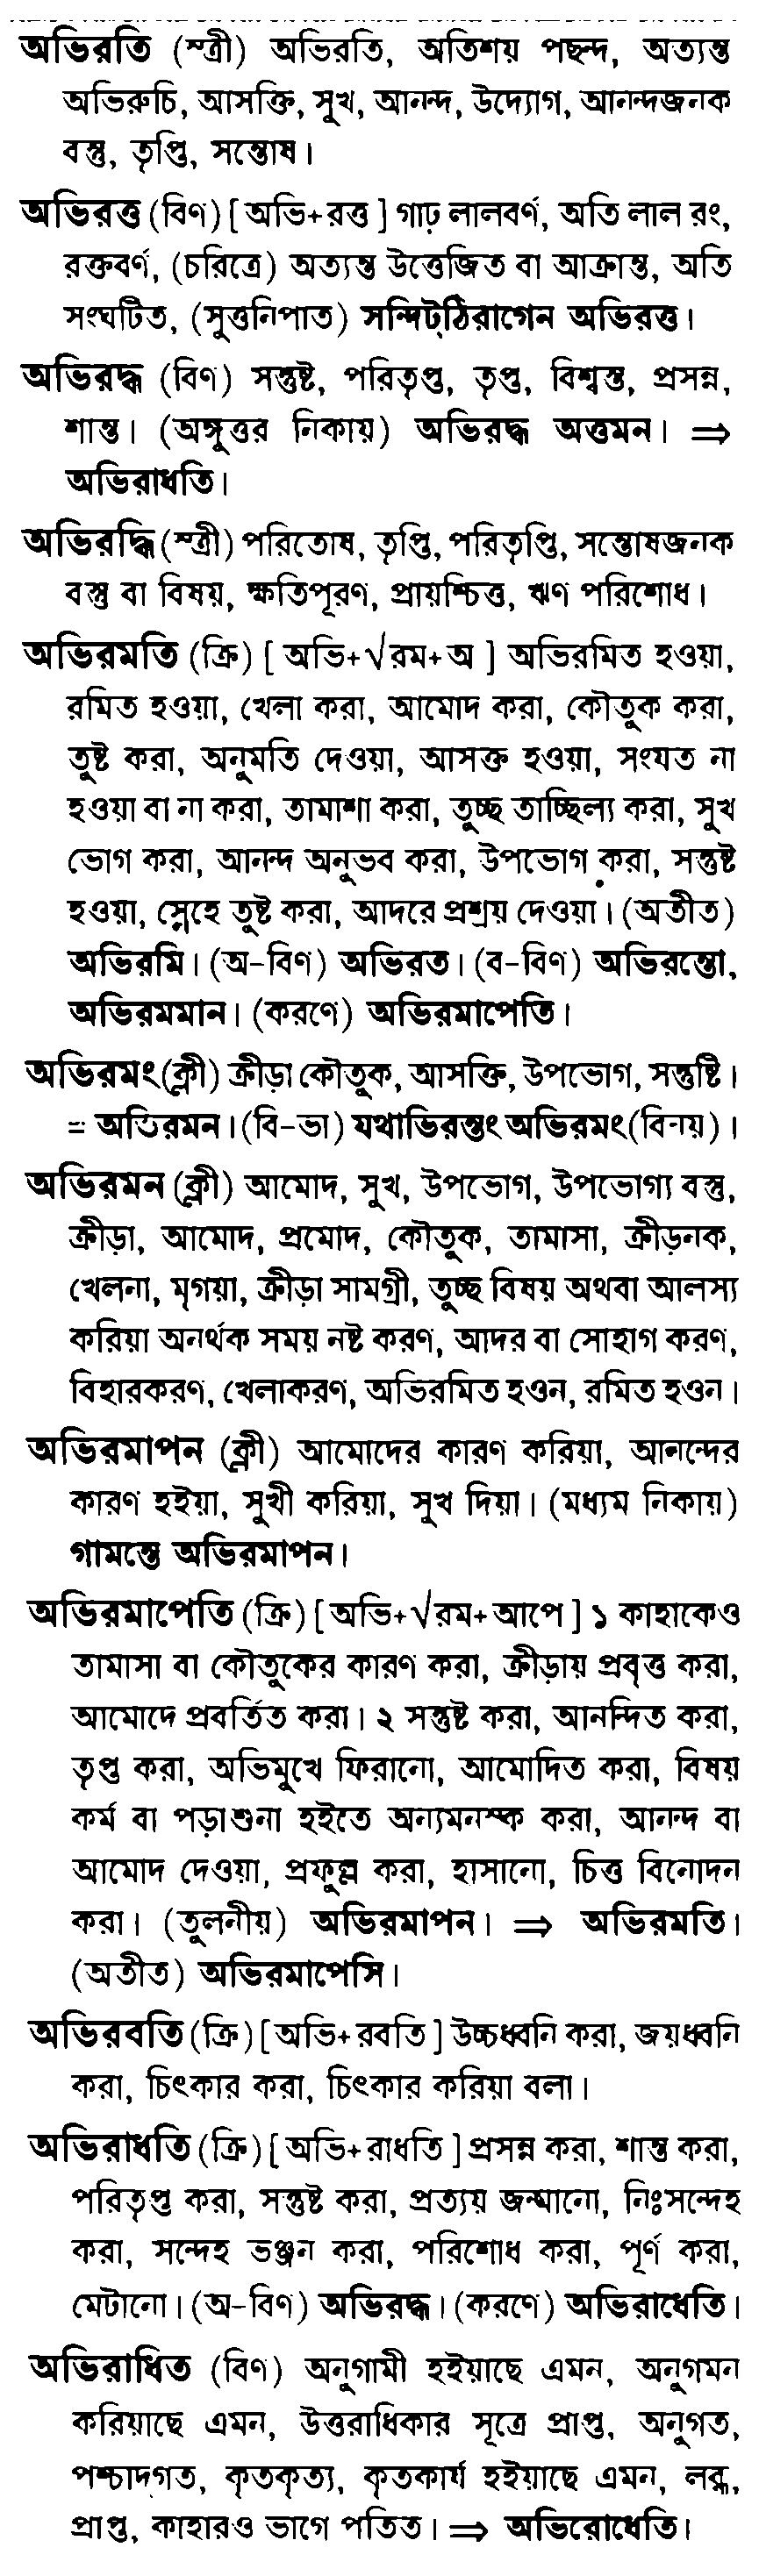 অভিরতি (স্ত্রী) অভিরতি, অতিশয় পছন্দ, অত্যন্ত
অভিরুচি, আসক্তি, সুখ, আনন্দ, উদ্যোগ, আনন্দজনক
বস্তু, তৃপ্তি, সন্তোষ।
অভিরত্ত (বিণ) [ অভি+রত্ত ] গাঢ় লালবর্ণ, অতি লাল রং,
রক্তবর্ণ, (চরিত্রে) অত্যন্ত উত্তেজিত বা আক্রান্ত, অতি
সংঘটিত, (সুত্তনিপাত) সন্দিট্ঠিরাগেন অভিরত্ত।
অভিরদ্ধ (বিণ) সন্তুষ্ট, পরিতৃপ্ত, তৃপ্ত, বিশ্বস্ত, প্রসন্ন,
শান্ত। (অঙ্গুত্তর নিকায়) অভিরদ্ধ অত্তমন। ⇒
অভিরাধতি।
অভিরদ্ধি (স্ত্রী) পরিতোষ, তৃপ্তি, পরিতৃপ্তি, সন্তোষজনক
বস্তু বা বিষয়, ক্ষতিপূরণ, প্রায়শ্চিত্ত, ঋণ পরিশোধ।
অভিরমতি (ক্রি) [ অভি+√রম+অ ] অভিরমিত হওয়া,
রমিত হওয়া, খেলা করা, আমোদ করা, কৌতুক করা,
তুষ্ট করা, অনুমতি দেওয়া, আসক্ত হওয়া, সংযত না
হওয়া বা না করা, তামাশা করা, তুচ্ছ তাচ্ছিল্য করা, সুখ
ভোগ করা, আনন্দ অনুভব করা, উপভোগ করা, সন্তুষ্ট
হওয়া, স্নেহে তুষ্ট করা, আদরে প্রশ্রয় দেওয়া। (অতীত)
অভিরমি। (অ-বিণ) অভিরত। (ব-বিণ) অভিরন্তো,
অভিরমমান। (করণে) অভিরমাপেতি।
অভিরমং (ক্লী) ক্রীড়া কৌতুক, আসক্তি, উপভোগ, সন্তুষ্টি।
= অভিরমন। (বি-ভা) যথাভিরন্তং অভিরমং (বিনয়)।
অভিরমন (ক্লী) আমোদ, সুখ, উপভোগ, উপভোগ্য বস্তু,
ক্রীড়া, আমোদ, প্রমোদ, কৌতুক, তামাসা, ক্রীড়নক,
খেলনা, মৃগয়া, ক্রীড়া সামগ্রী, তুচ্ছ বিষয় অথবা আলস্য
করিয়া অনর্থক সময় নষ্ট করণ, আদর বা সোহাগ করণ,
বিহারকরণ, খেলাকরণ, অভিরমিত হওন, রমিত হওন।
অভিরমাপন (ক্লী) আমোদের কারণ করিয়া, আনন্দের
কারণ হইয়া, সুখী করিয়া, সুখ দিয়া। (মধ্যম নিকায়)
গামন্তে অভিরমাপন।
অভিরমাপেতি (ক্রি) [ অভি+√রম+আপে ] ১ কাহাকেও
তামাসা বা কৌতুকের কারণ করা, ক্রীড়ায় প্রবৃত্ত করা,
আমোদে প্রবর্তিত করা। ২ সন্তুষ্ট করা, আনন্দিত করা,
তৃপ্ত করা, অভিমুখে ফিরানো, আমোদিত করা, বিষয়
কর্ম বা পড়াশুনা হইতে অন্যমনস্ক করা, আনন্দ বা
আমোদ দেওয়া, প্রফুল্ল করা, হাসানো, চিত্ত বিনোদন
করা। (তুলনীয়) অভিরমাপন। ⇒ অভিরমতি।
(অতীত) অভিরমাপেসি।
অভিরবতি (ক্রি) [ অভি+রবতি ] উচ্চধ্বনি করা, জয়ধ্বনি
করা, চিৎকার করা, চিৎকার করিয়া বলা।
অভিরাধতি (ক্রি) [ অভি+রাধতি ] প্রসন্ন করা, শান্ত করা,
পরিতৃপ্ত করা, সন্তুষ্ট করা, প্রত্যয় জন্মানো, নিঃসন্দেহ
করা, সন্দেহ ভঞ্জন করা, পরিশোধ করা, পূর্ণ করা,
মেটানো। (অ-বিণ) অভিরদ্ধ। (করণে) অভিরাধেতি।
অভিরাধিত (বিণ) অনুগামী হইয়াছে এমন, অনুগমন
করিয়াছে এমন, উত্তরাধিকার সূত্রে প্রাপ্ত, অনুগত,
পশ্চাদগত, কৃতকৃত্য, কৃতকার্য হইয়াছে এমন, লব্ধ,
প্রাপ্ত, কাহারও ভাগে পতিত। ⇒ অভিরোধেতি।